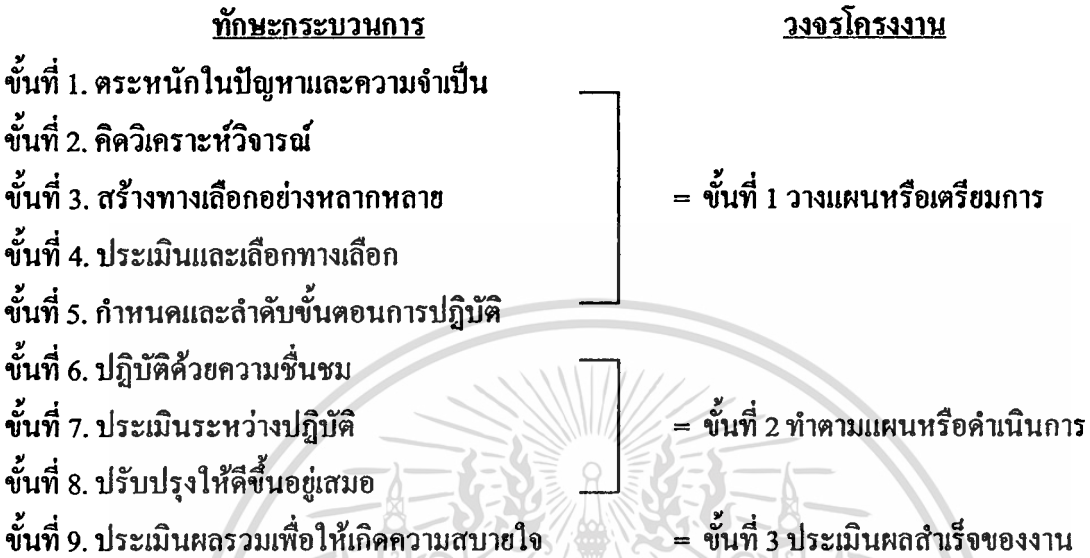 ทักษะกระบวนการ วงจรโครงงาน
ขั้นที่ 1. ตระหนักในปัญหาและความจำเป็น
ขั้นที่ 2. คิดวิเคราะห์วิจารณ์
ขั้นที่ 3. สร้างทางเลือกอย่างหลากหลาย = ขั้นที่ 1 วางแผนหรือเตรียมการ
ขั้นที่ 4. ประเมินและเลือกทางเลือก
ขั้นที่ 5. กำหนดและลำดับขั้นตอนการปฏิบัติ
ขั้นที่ 6. ปฏิบัติด้วยความชื่นชม
ขั้นที่ 7. ประเมินระหว่างปฏิบัติ = ขั้นที่ 2 ทำตามแผนหรือดำเนินการ
ขั้นที่ 8. ปรับปรุงให้ดีขึ้นอยู่เสมอ
ขั้นที่ 9. ประเมินผลรวมเพื่อให้เกิดความสบายใจ = ขั้นที่ 3 ประเมินผลสำเร็จของงาน